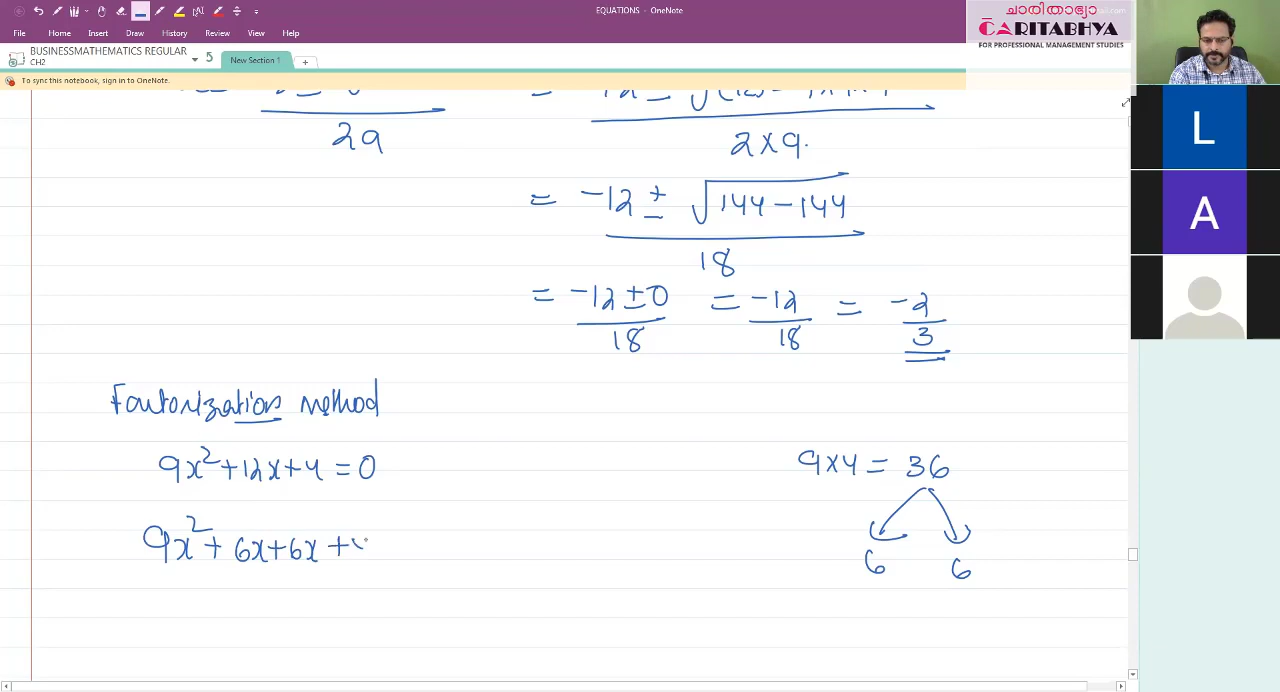 EQUATIONS - OneNote
ചാരിതാഭ്യാ
CARITABHYA
FOR PROFESSIONAL MANAGEMENT STUDIES
File Home Insert Draw History Review View Help
BUSINESSMATHEMATICS REGULAR
CH2
New Section 1
To sync this notebook, sign in to OneNote.
2a
2×9.
= -12 ± √144-144
18
= -12±0 = -12 = -2
18 18 3
Factorization method
9x²+12x+4=0
9×4=36
9x²+6x+6x+
6 6
L
A